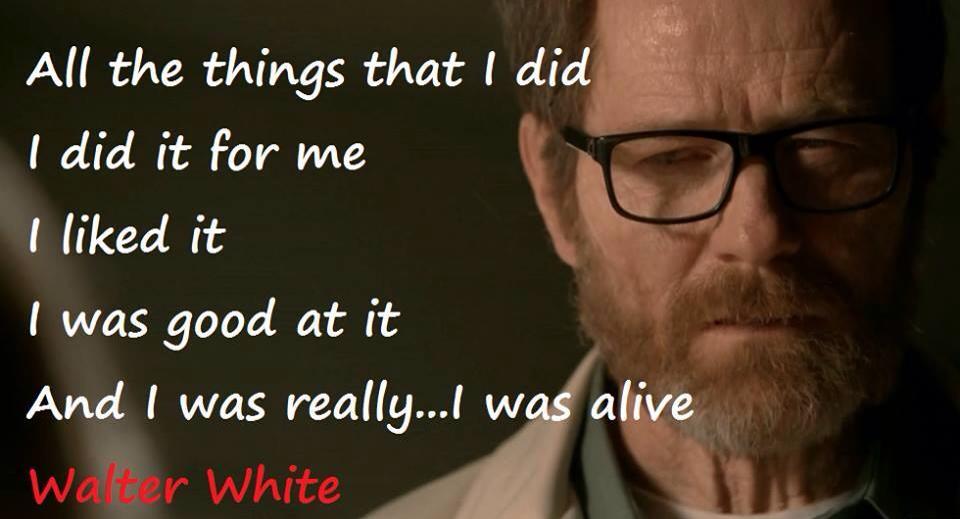 All the things that I did
I did it for me
I liked it
I was good at it
And I was really...I was alive
Walter White